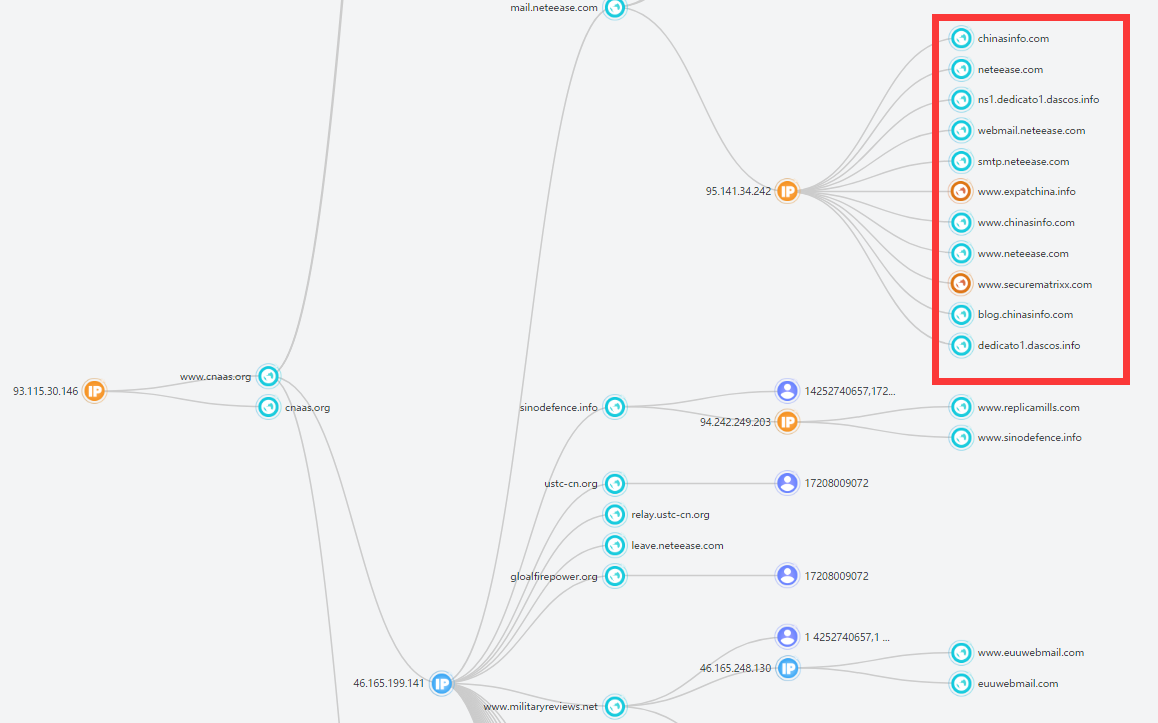 mail.neteease.com
chinasinfo.com
neteease.com
ns1.dedicato1.dascos.info
webmail.neteease.com
smtp.neteease.com
95.141.34.242
IP
www.expatchina.info
www.chinasinfo.com
www.neteease.com
www.securematrixx.com
blog.chinasinfo.com
dedicato1.dascos.info
www.cnaas.org
93.115.30.146
IP
cnaas.org
14252740657,172...
sinodefence.info
www.replicamills.com
94.242.249.203
IP
www.sinodefence.info
ustc-cn.org
17208009072
relay.ustc-cn.org
leave.neteease.com
gloalfirepower.org
17208009072
1 4252740657,1 ...
www.euuwebmail.com
46.165.248.130
IP
46.165.199.141
IP
euuwebmail.com
www.militaryreviews.net